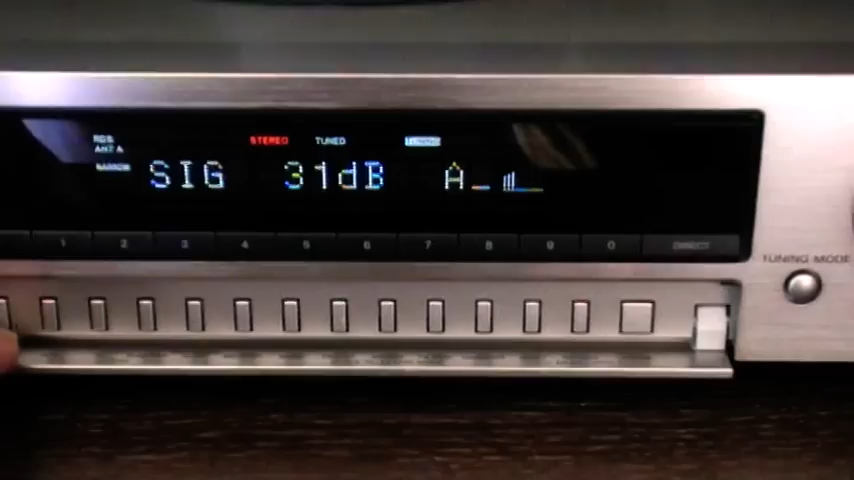 RDS
ANT A
STEREO TUNED
NARROW
SIG 31dB A_
1 2 3 4 5 6 7 8 9 0 DIRECT
TUNING MODE